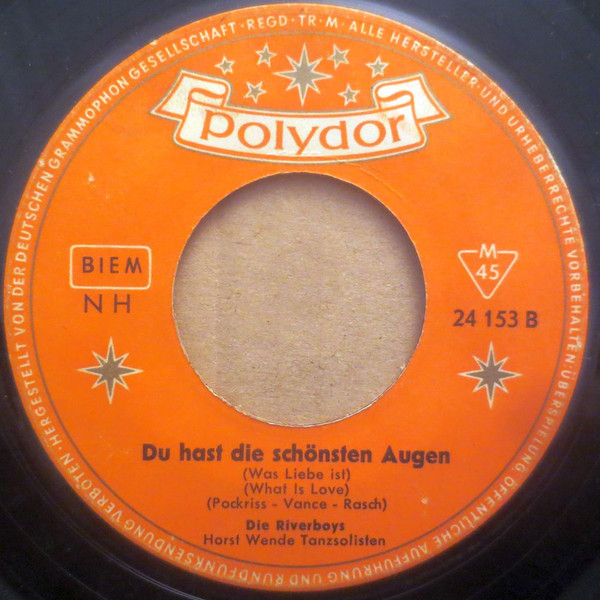 HERGESTELLT VON DER DEUTSCHEN GRAMMOPHON GESELLSCHAFT · REGD · TR · M · ALLE HERSTELLER- UND URHEBERRECHTE VORBEHALTEN · ÜBERSPIELUNG, ÖFFENTLICHE AUFFÜHRUNG UND RUNDFUNKSENDUNG VERBOTEN ·
Polydor
BIEM
NH
M
45
24 153 B
Du hast die schönsten Augen
(Was Liebe ist)
(What Is Love)
(Pockriss - Vance - Rasch)
Die Riverboys
Horst Wende Tanzsolisten